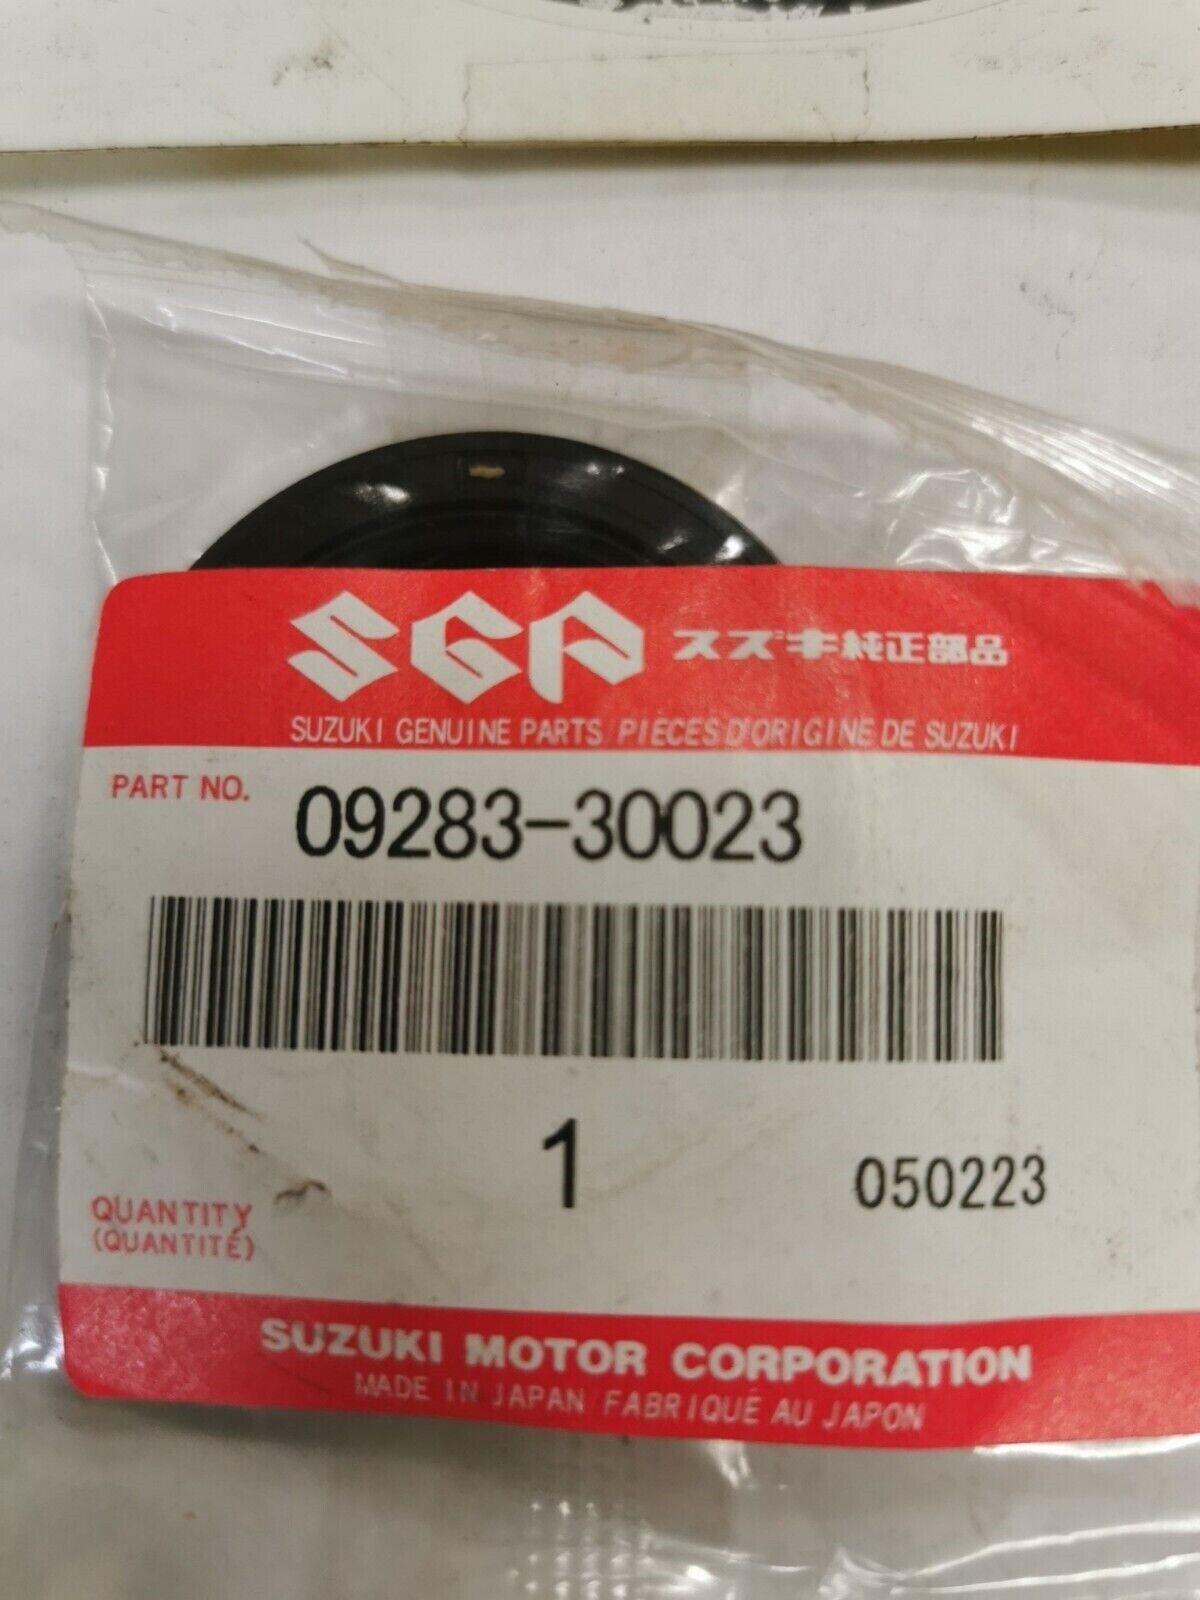 SGP スズキ純正部品
SUZUKI GENUINE PARTS/PIECES D'ORIGINE DE SUZUKI
PART NO. 09283-30023
1 050223
QUANTITY
(QUANTITÉ)
SUZUKI MOTOR CORPORATION
MADE IN JAPAN/FABRIQUÉ AU JAPON